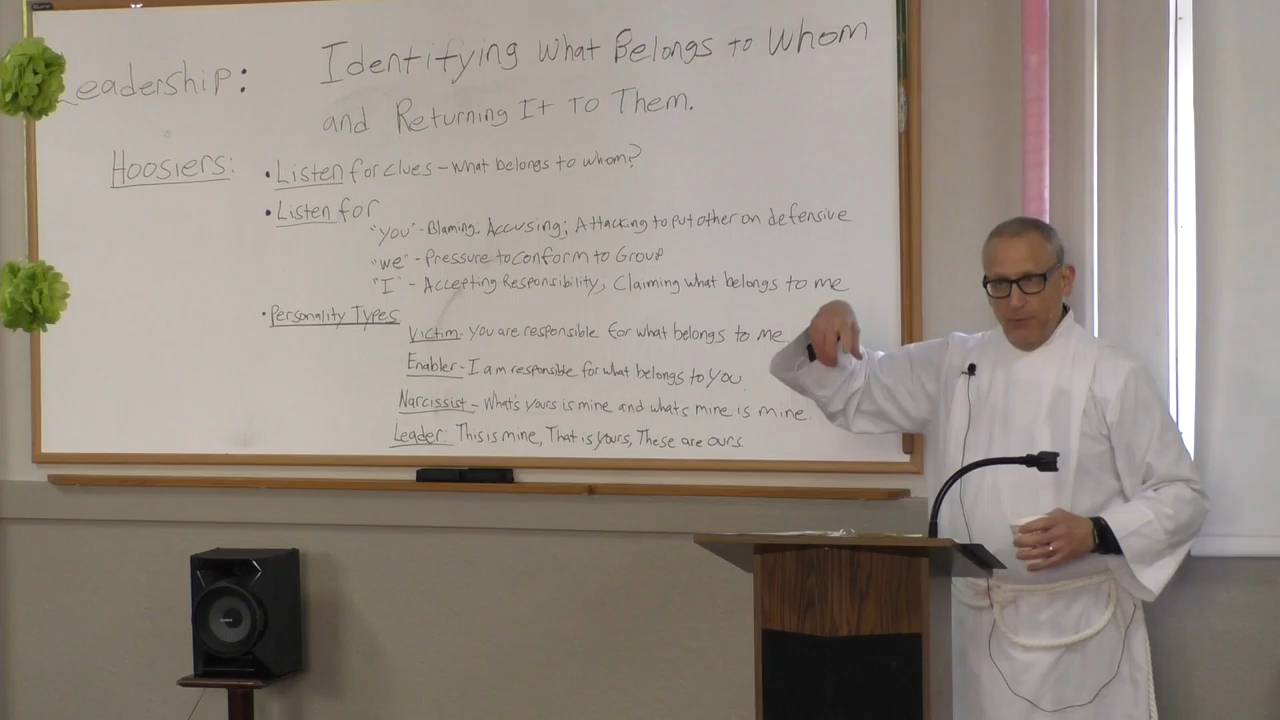 Leadership: Identifying What Belongs to Whom
and Returning It To Them.
Hoosiers: • Listen for clues - what belongs to whom?
• Listen for
"you" - Blaming; Accusing; Attacking to put other on defensive
"we" - Pressure to conform to Group
"I" - Accepting Responsibility, Claiming what belongs to me
• Personality Types
Victim: You are responsible for what belongs to me
Enabler - I am responsible for what belongs to you
Narcissist - What's yours is mine and what's mine is mine
Leader: This is mine, That is yours, These are ours.